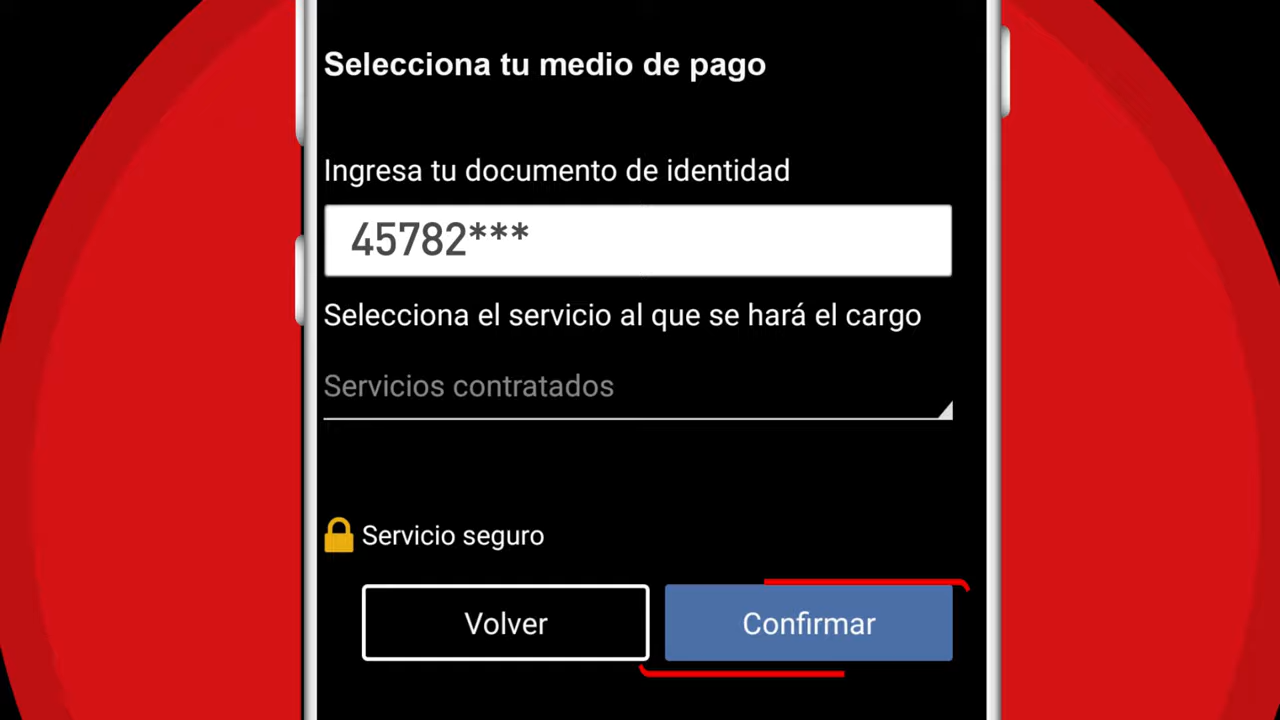 Selecciona tu medio de pago
Ingresa tu documento de identidad
45782***
Selecciona el servicio al que se hará el cargo
Servicios contratados
Servicio seguro
Volver
Confirmar